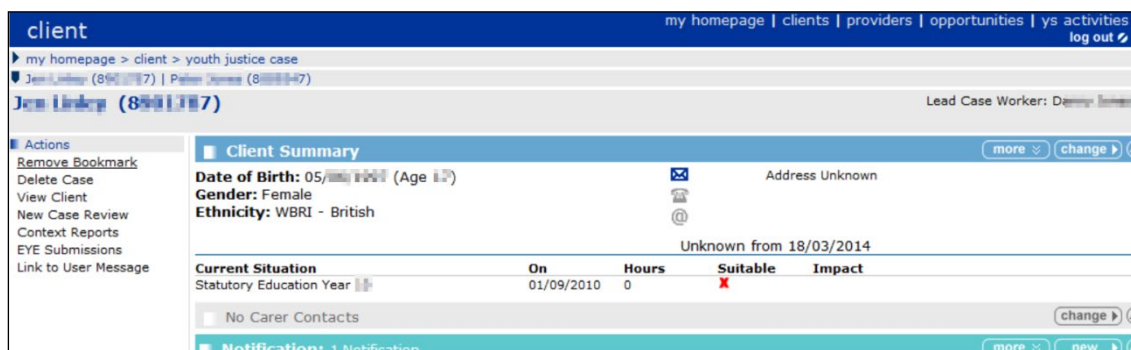 client
my homepage | clients | providers | opportunities | ys activities
log out
my homepage > client > youth justice case
Lead Case Worker:
Actions
Remove Bookmark
Delete Case
View Client
New Case Review
Context Reports
EYE Submissions
Link to User Message
Client Summary
more change
Date of Birth: 05/ (Age )
Gender: Female
Ethnicity: WBRI - British
Address Unknown
@
Unknown from 18/03/2014
Current Situation On Hours Suitable Impact
Statutory Education Year 01/09/2010 0 X
No Carer Contacts change
Notification: 1 Notification more new